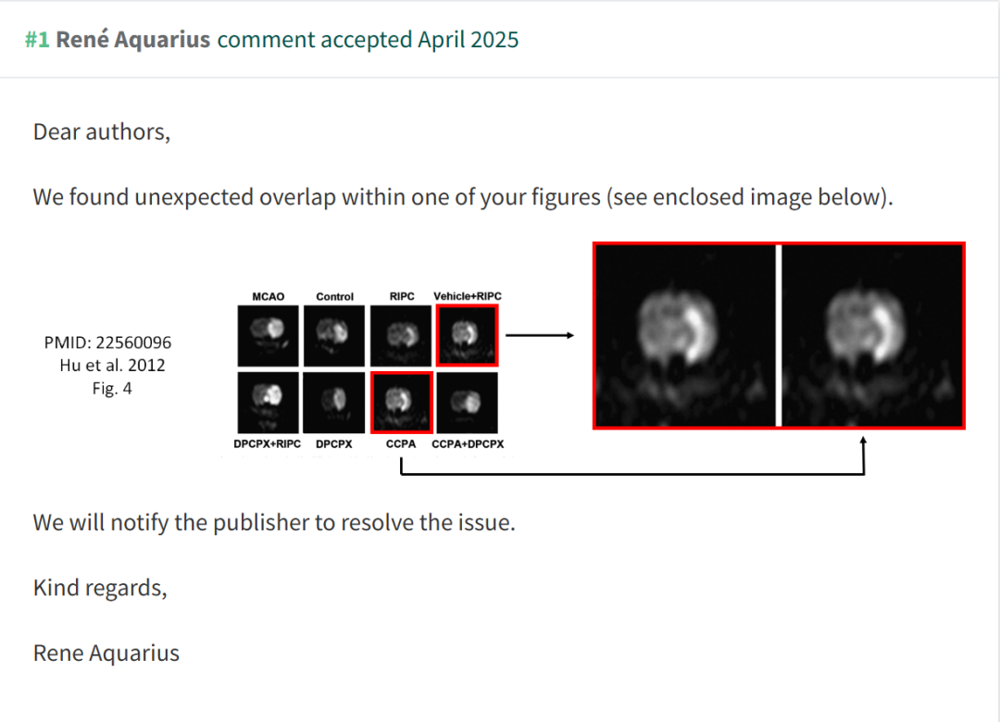 #1 René Aquarius comment accepted April 2025
Dear authors,
We found unexpected overlap within one of your figures (see enclosed image below).
PMID: 22560096
Hu et al. 2012
Fig. 4
MCAO Control RIPC Vehicle+RIPC
DPCPX+RIPC DPCPX CCPA CCPA+DPCPX
We will notify the publisher to resolve the issue.
Kind regards,
Rene Aquarius